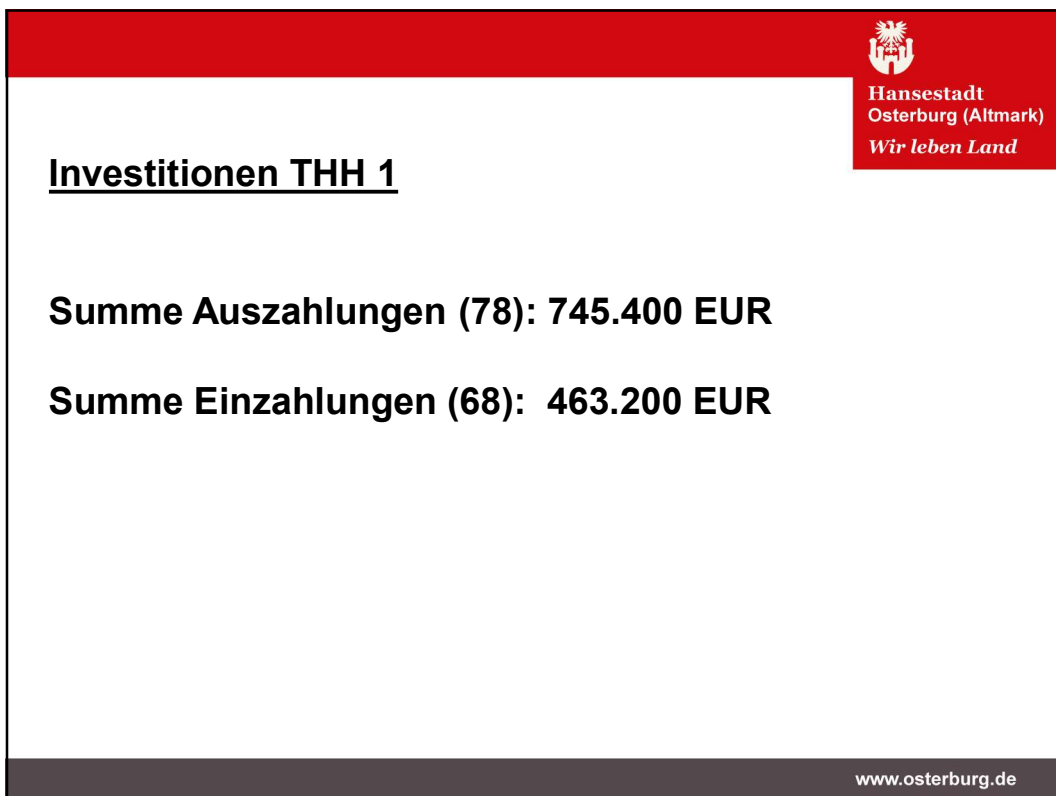 Hansestadt
Osterburg (Altmark)
Wir leben Land
Investitionen THH 1
Summe Auszahlungen (78): 745.400 EUR
Summe Einzahlungen (68): 463.200 EUR
www.osterburg.de